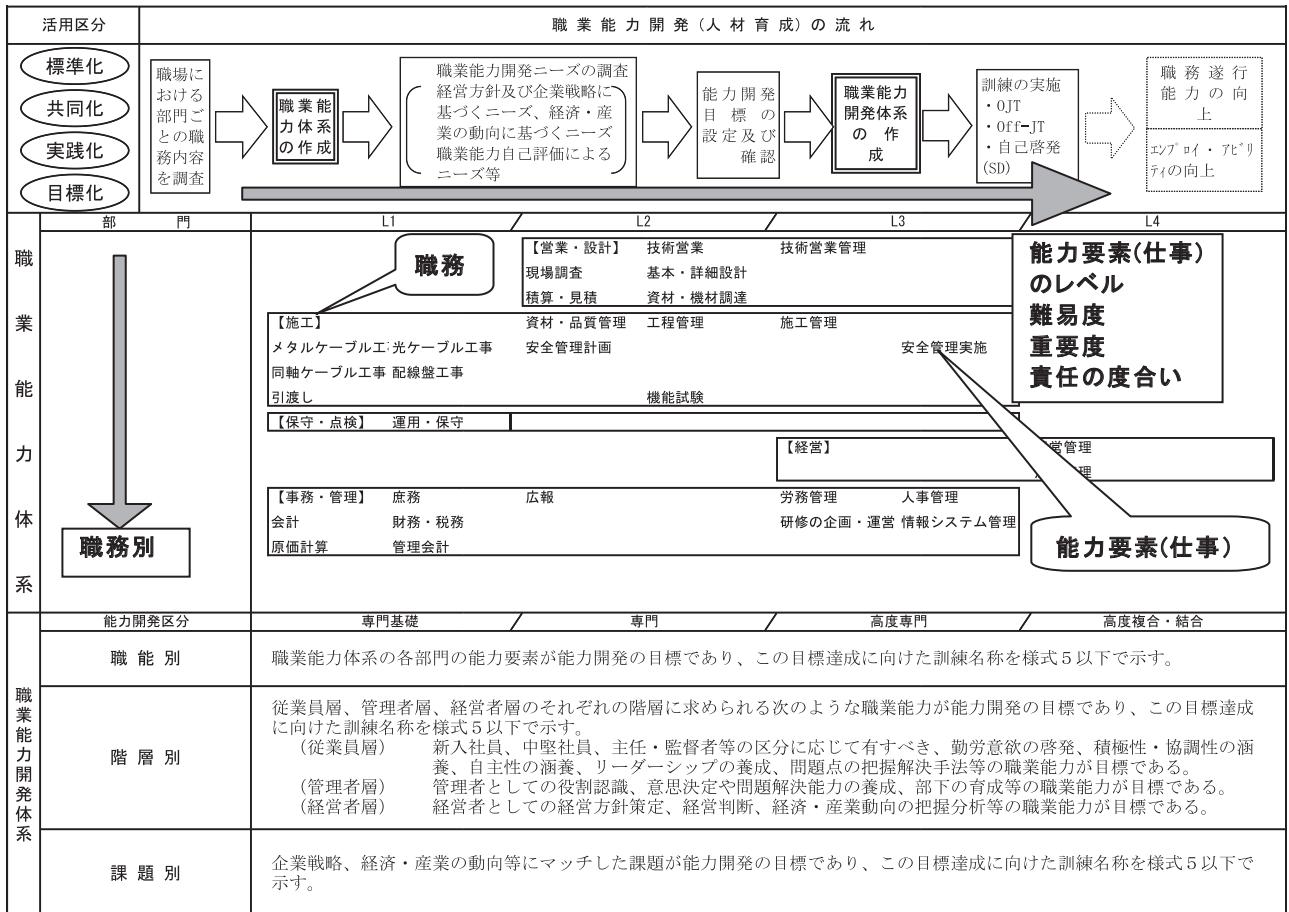 活用区分
職業能力開発(人材育成)の流れ
標準化
共同化
実践化
目標化
職場に
おける
部門ご
との職
務内容
を調査
職業能
力体系
の作成
職業能力開発ニーズの調査
経営方針及び企業戦略に
基づくニーズ、経済・産
業の動向に基づくニーズ
職業能力自己評価による
ニーズ等
能力開発
目標の
設定及び
確認
職業能力
開発体系
の作
成
訓練の実施
・OJT
・Off-JT
・自己啓発
(SD)
職務遂行
能力の向
上
エンプロイ・アビリ
ティの向上
部門
L1
L2
L3
L4
職業能力体系
職務別
職務
【営業・設計】 技術営業 技術営業管理
現場調査 基本・詳細設計
積算・見積 資材・機材調達
【施工】 資材・品質管理 工程管理 施工管理
メタルケーブル工 光ケーブル工事 安全管理計画 安全管理実施
同軸ケーブル工事 配線盤工事
引渡し 機能試験
【保守・点検】 運用・保守
【経営】 営管理
管理
【事務・管理】 庶務 広報 労務管理 人事管理
会計 財務・税務 研修の企画・運営 情報システム管理
原価計算 管理会計
能力要素(仕事)
のレベル
難易度
重要度
責任の度合い
能力要素(仕事)
職業能力開発体系
能力開発区分
専門基礎
専門
高度専門
高度複合・結合
職能別
職業能力体系の各部門の能力要素が能力開発の目標であり、この目標達成に向けた訓練名称を様式5以下で示す。
階層別
従業員層、管理者層、経営者層のそれぞれの階層に求められる次のような職業能力が能力開発の目標であり、この目標達成
に向けた訓練名称を様式5以下で示す。
(従業員層) 新入社員、中堅社員、主任・監督者等の区分に応じて有すべき、勤労意欲の啓発、積極性・協調性の涵
養、自主性の涵養、リーダーシップの養成、問題点の把握解決手法等の職業能力が目標である。
(管理者層) 管理者としての役割認識、意思決定や問題解決能力の養成、部下の育成等の職業能力が目標である。
(経営者層) 経営者としての経営方針策定、経営判断、経済・産業動向の把握分析等の職業能力が目標である。
課題別
企業戦略、経済・産業の動向等にマッチした課題が能力開発の目標であり、この目標達成に向けた訓練名称を様式5以下で
示す。